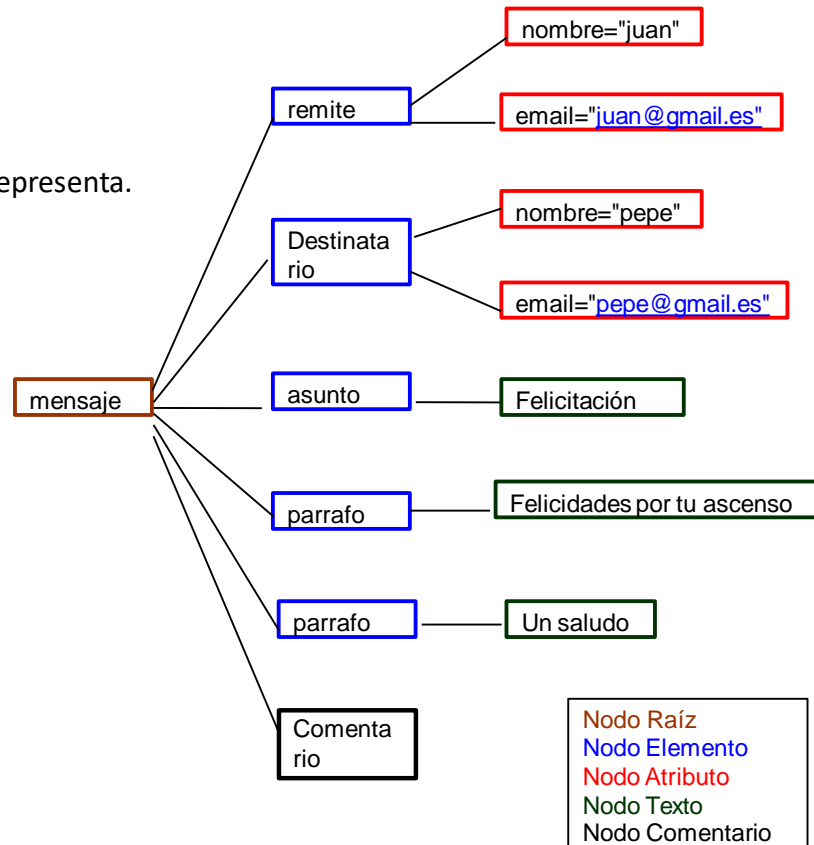 nombre="juan"
remite
email="juan@gmail.es"
epresenta.
nombre="pepe"
Destinata
rio
email="pepe@gmail.es"
mensaje
asunto
Felicitación
parrafo
Felicidades por tu ascenso
parrafo
Un saludo
Comenta
rio
Nodo Raíz
Nodo Elemento
Nodo Atributo
Nodo Texto
Nodo Comentario